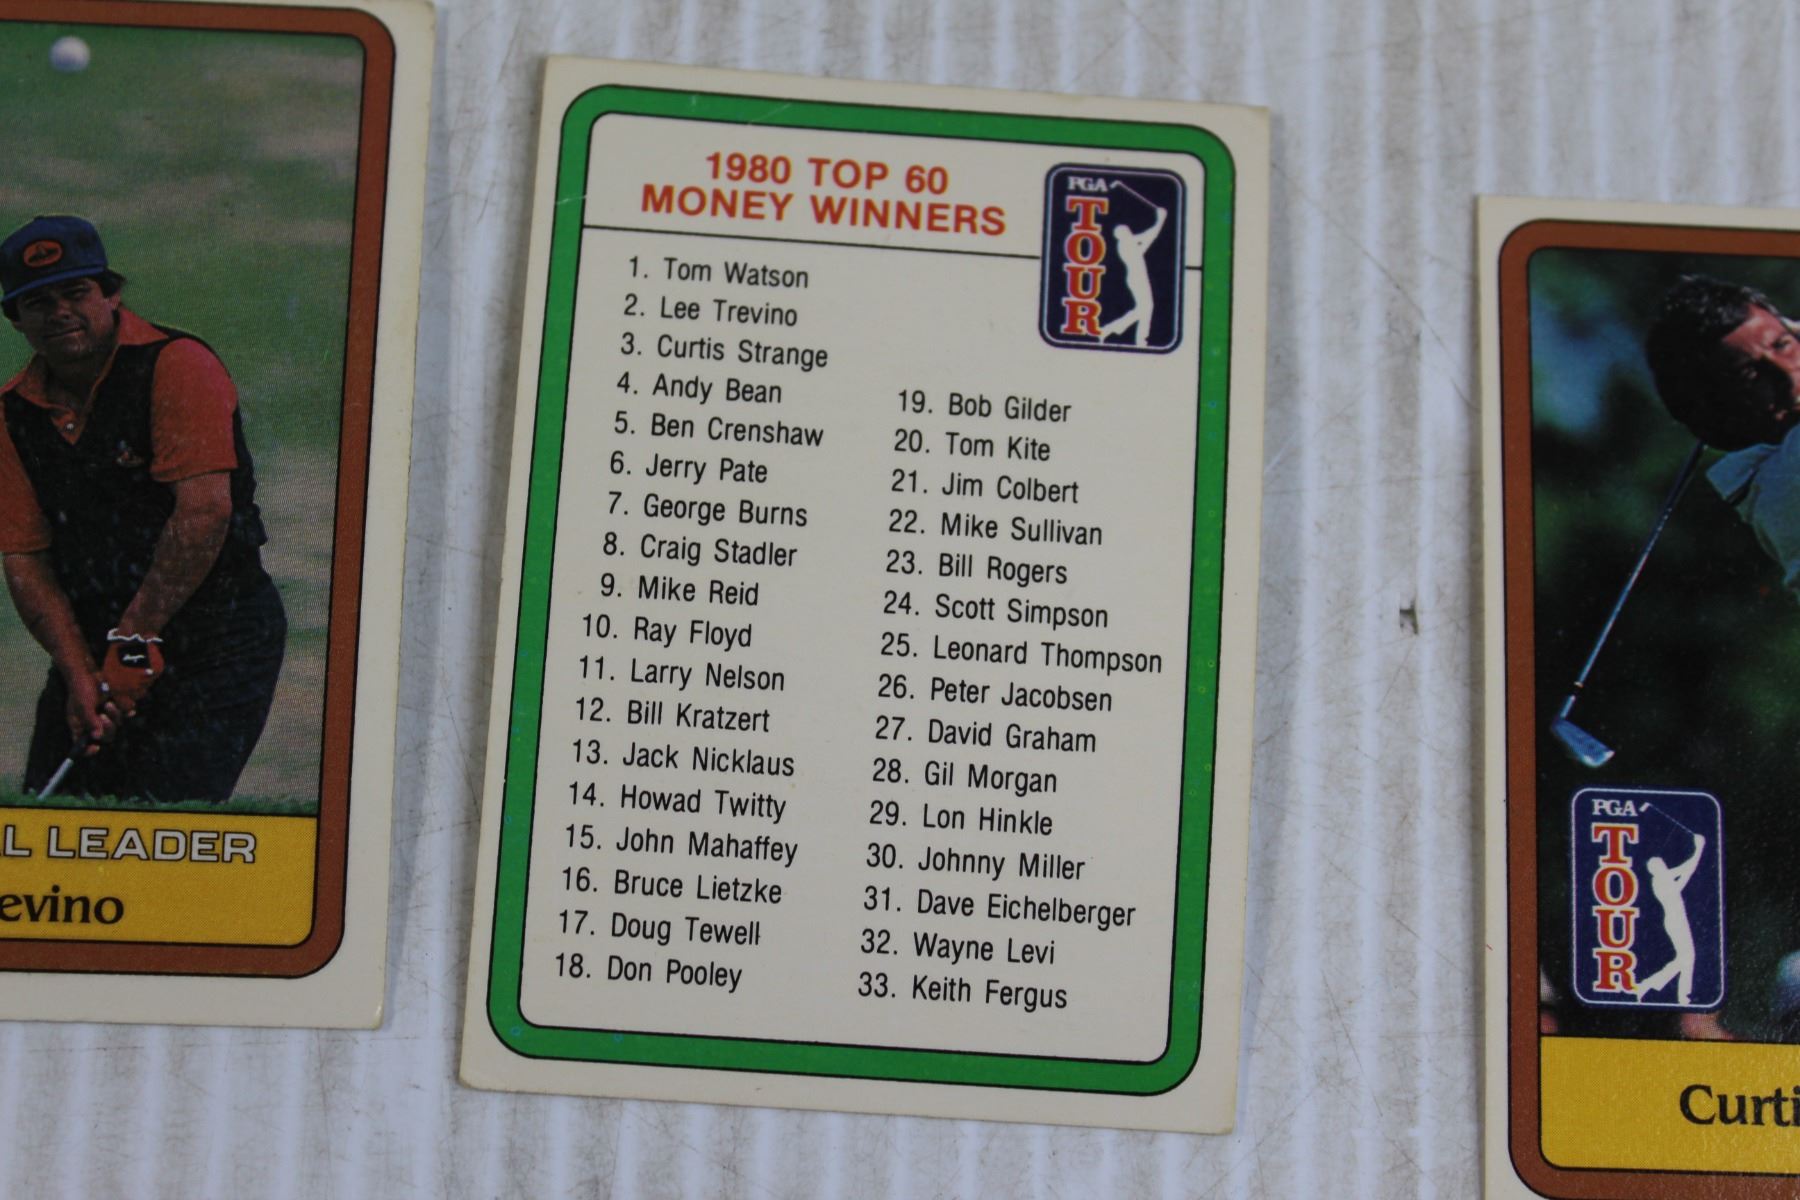 L LEADER
evino
1980 TOP 60
MONEY WINNERS
PGA
TOUR
1. Tom Watson
2. Lee Trevino
3. Curtis Strange
4. Andy Bean
5. Ben Crenshaw
6. Jerry Pate
7. George Burns
8. Craig Stadler
9. Mike Reid
10. Ray Floyd
11. Larry Nelson
12. Bill Kratzert
13. Jack Nicklaus
14. Howad Twitty
15. John Mahaffey
16. Bruce Lietzke
17. Doug Tewell
18. Don Pooley
19. Bob Gilder
20. Tom Kite
21. Jim Colbert
22. Mike Sullivan
23. Bill Rogers
24. Scott Simpson
25. Leonard Thompson
26. Peter Jacobsen
27. David Graham
28. Gil Morgan
29. Lon Hinkle
30. Johnny Miller
31. Dave Eichelberger
32. Wayne Levi
33. Keith Fergus
PGA
TOUR
Curti